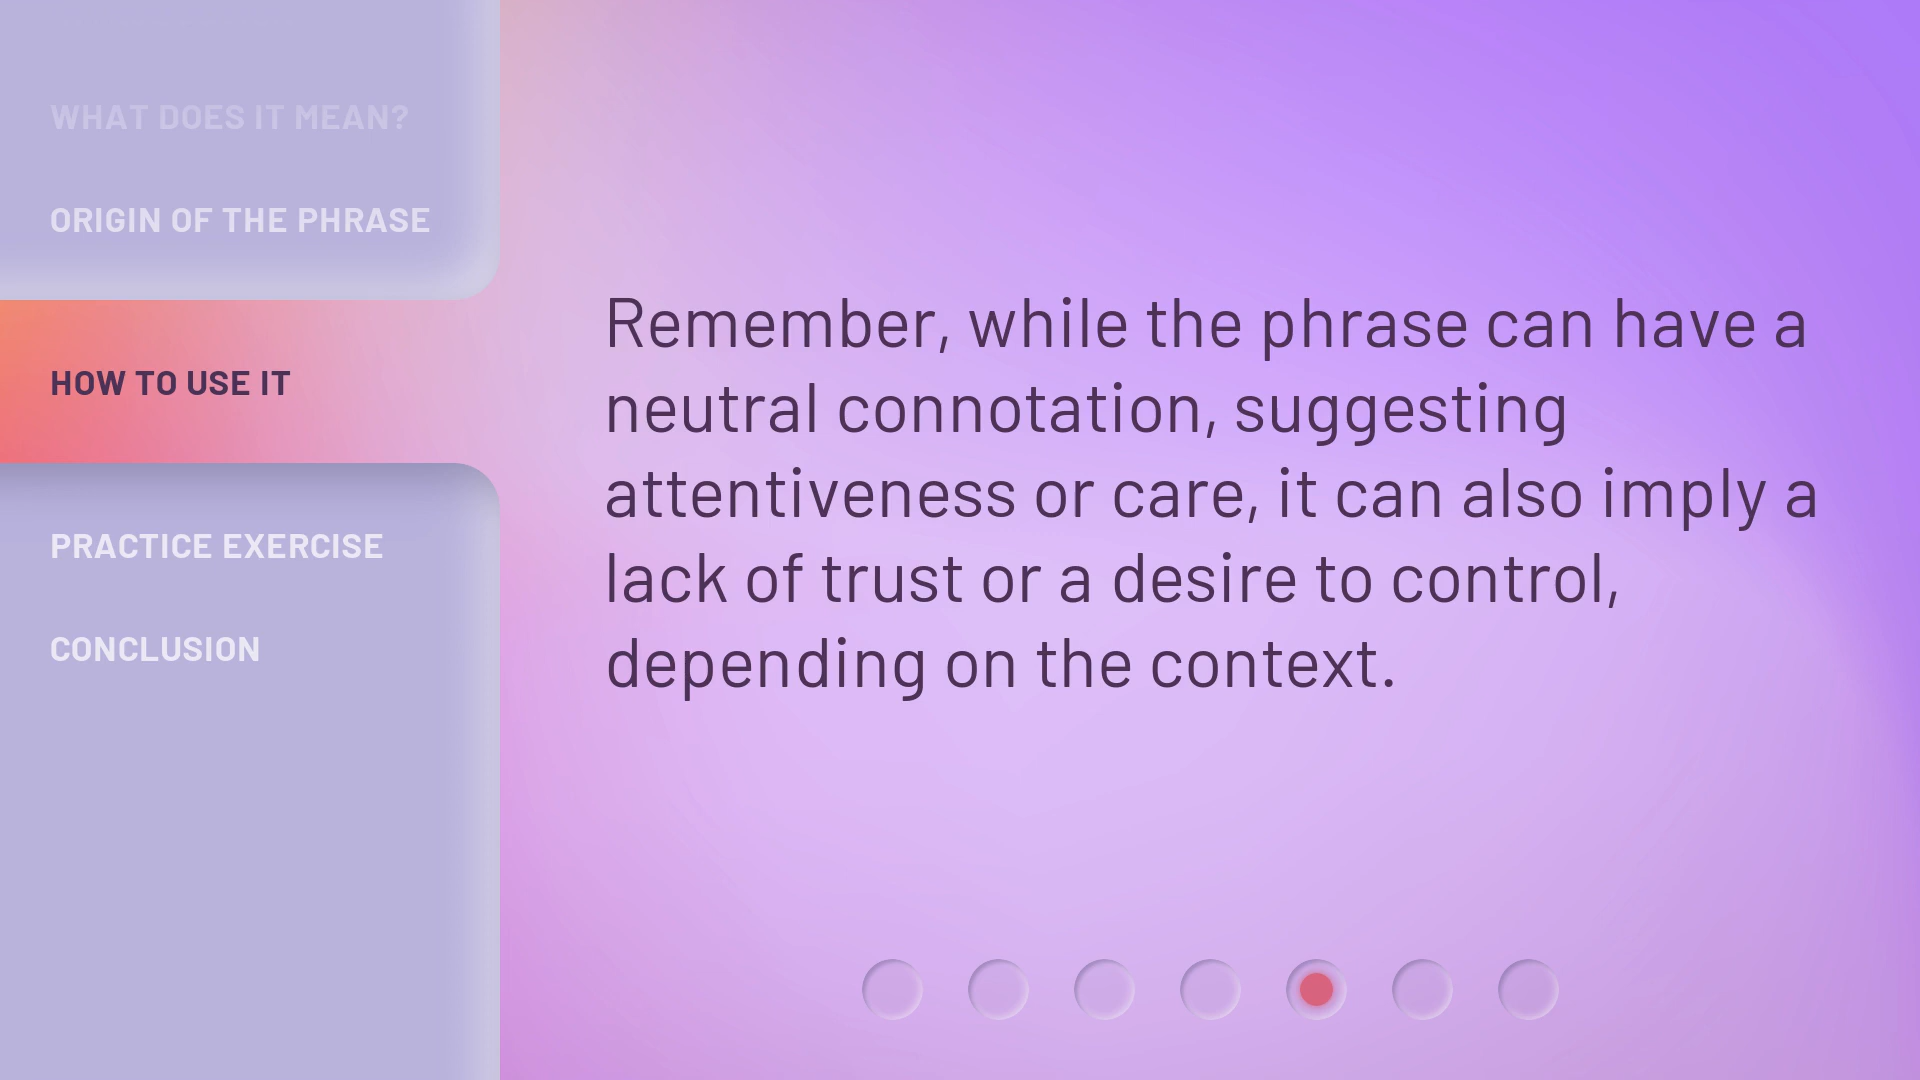 WHAT DOES IT MEAN?
ORIGIN OF THE PHRASE
HOW TO USE IT
PRACTICE EXERCISE
CONCLUSION
Remember, while the phrase can have a
neutral connotation, suggesting
attentiveness or care, it can also imply a
lack of trust or a desire to control,
depending on the context.